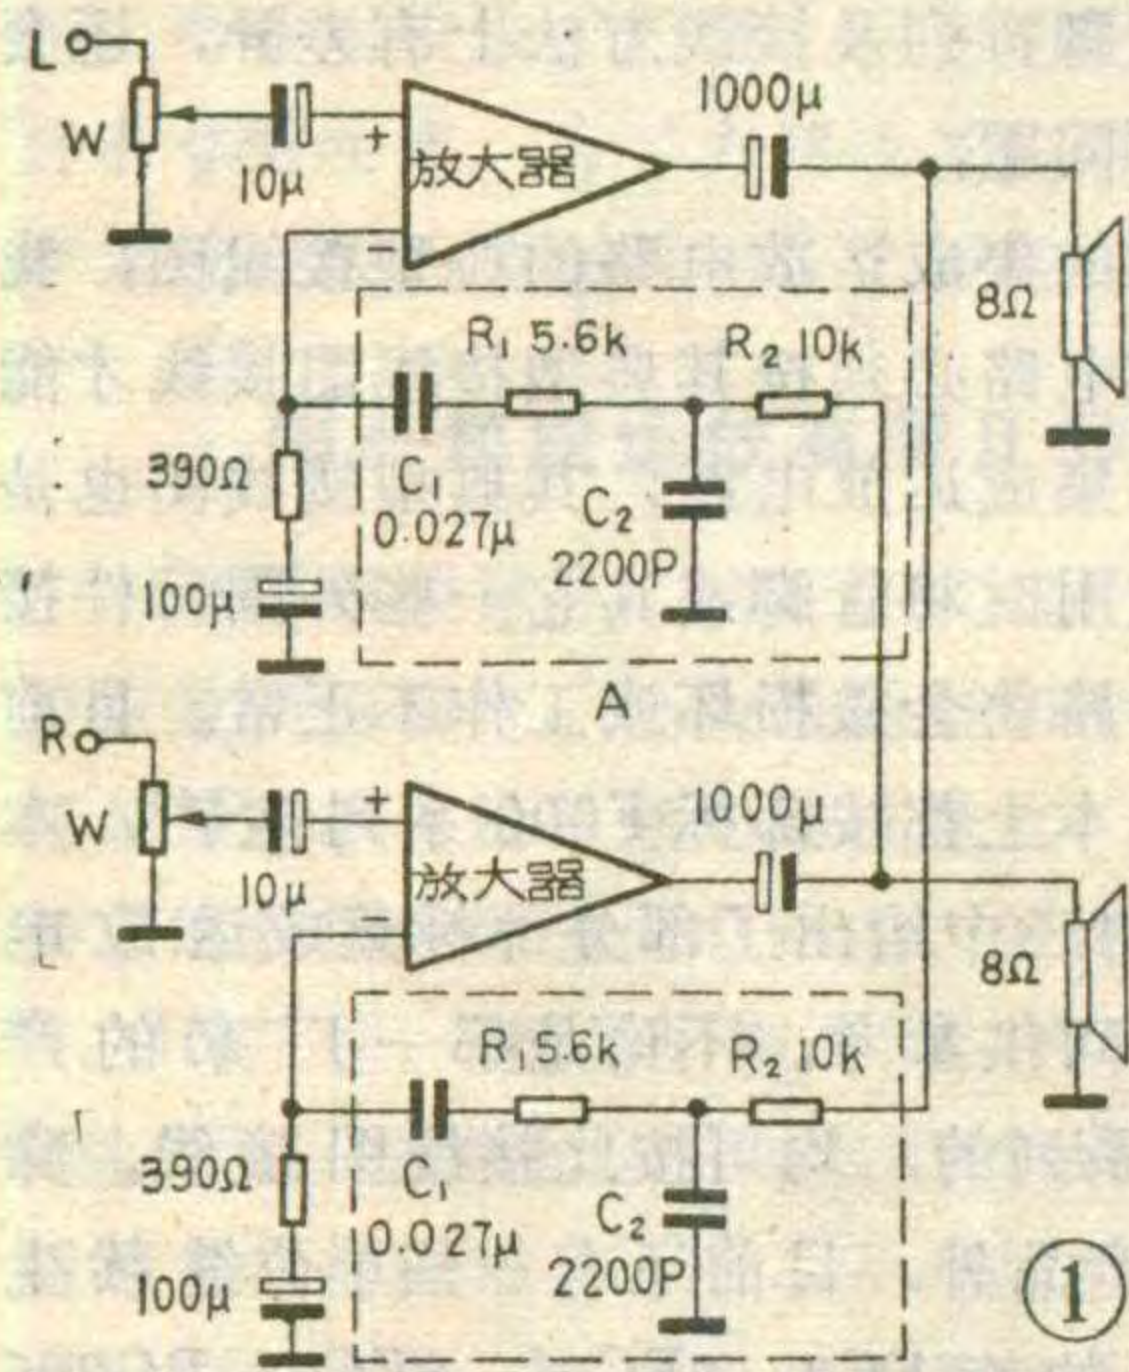 L
1000μ
W
+
放大器
10μ
−
8Ω
R₁ 5.6k
R₂ 10k
390Ω
C₁
0.027μ
C₂
2200P
100μ
A
R
1000μ
W
+
放大器
10μ
−
8Ω
R₁ 5.6k
R₂ 10k
390Ω
C₁
0.027μ
C₂
2200P
100μ
①